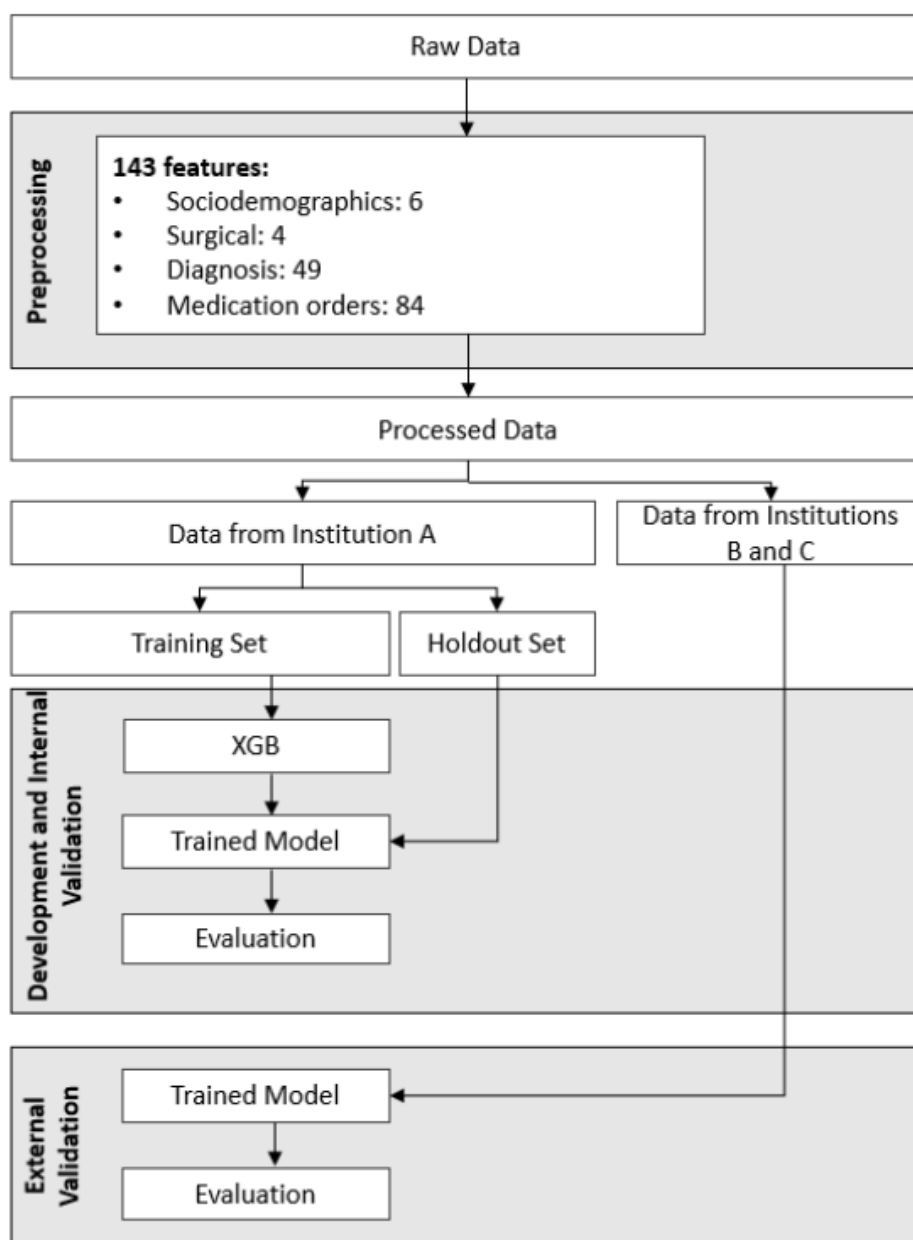 Raw Data
Preprocessing
143 features:
• Sociodemographics: 6
• Surgical: 4
• Diagnosis: 49
• Medication orders: 84
Processed Data
Data from Institution A
Data from Institutions
B and C
Training Set
Holdout Set
Development and Internal
Validation
XGB
Trained Model
Evaluation
External
Validation
Trained Model
Evaluation